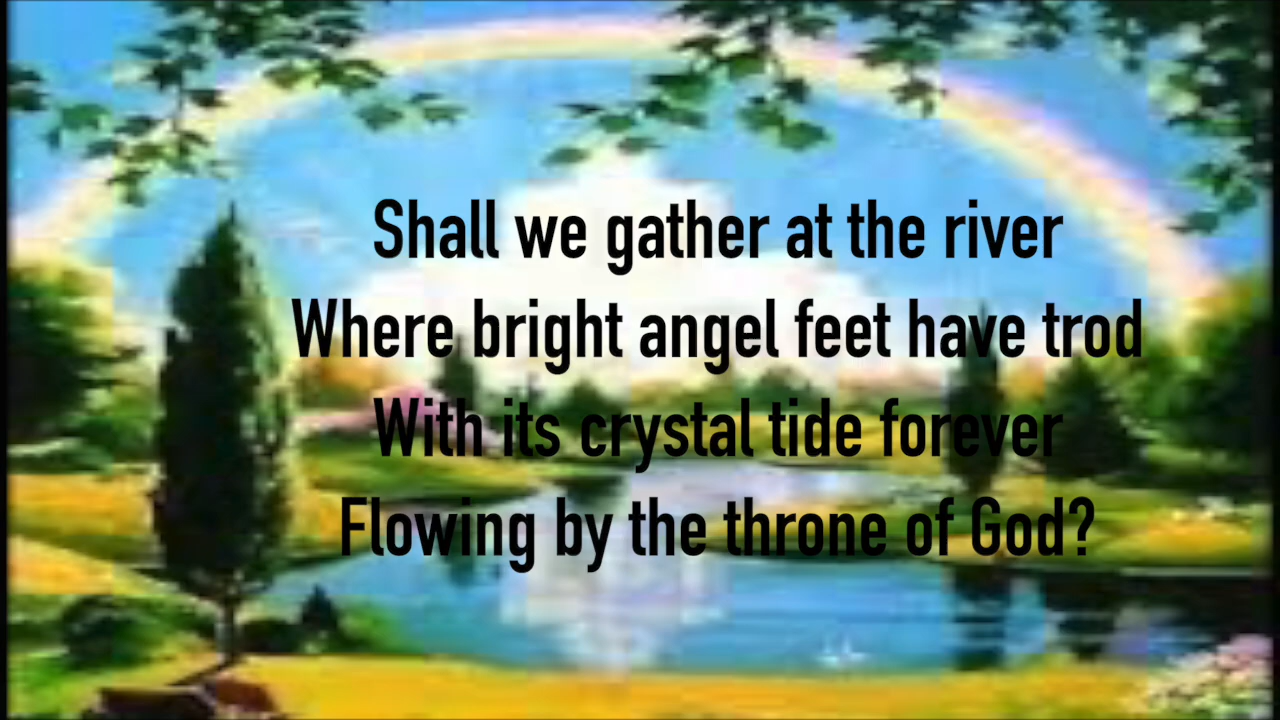 Shall we gather at the river
Where bright angel feet have trod
With its crystal tide forever
Flowing by the throne of God?